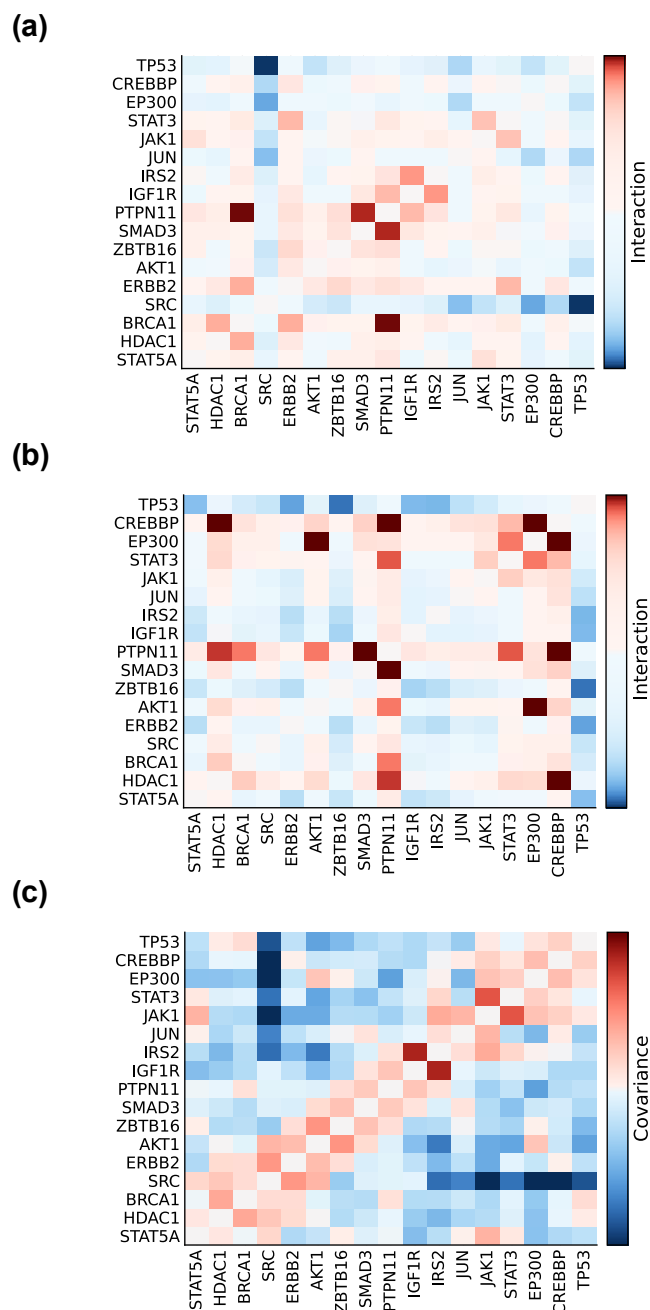 (a)
TP53
CREBBP
EP300
STAT3
JAK1
JUN
IRS2
IGF1R
PTPN11
SMAD3
ZBTB16
AKT1
ERBB2
SRC
BRCA1
HDAC1
STAT5A
STAT5A
HDAC1
BRCA1
SRC
ERBB2
AKT1
ZBTB16
SMAD3
PTPN11
IGF1R
IRS2
JUN
JAK1
STAT3
EP300
CREBBP
TP53
Interaction
(b)
TP53
CREBBP
EP300
STAT3
JAK1
JUN
IRS2
IGF1R
PTPN11
SMAD3
ZBTB16
AKT1
ERBB2
SRC
BRCA1
HDAC1
STAT5A
STAT5A
HDAC1
BRCA1
SRC
ERBB2
AKT1
ZBTB16
SMAD3
PTPN11
IGF1R
IRS2
JUN
JAK1
STAT3
EP300
CREBBP
TP53
Interaction
(c)
TP53
CREBBP
EP300
STAT3
JAK1
JUN
IRS2
IGF1R
PTPN11
SMAD3
ZBTB16
AKT1
ERBB2
SRC
BRCA1
HDAC1
STAT5A
STAT5A
HDAC1
BRCA1
SRC
ERBB2
AKT1
ZBTB16
SMAD3
PTPN11
IGF1R
IRS2
JUN
JAK1
STAT3
EP300
CREBBP
TP53
Covariance